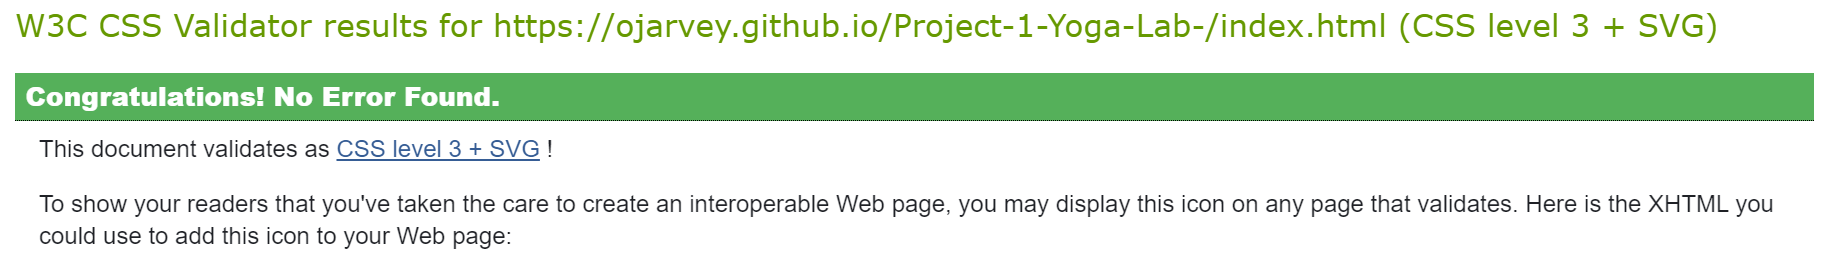 W3C CSS Validator results for https://ojarvey.github.io/Project-1-Yoga-Lab-/index.html (CSS level 3 + SVG)
Congratulations! No Error Found.
This document validates as CSS level 3 + SVG !
To show your readers that you've taken the care to create an interoperable Web page, you may display this icon on any page that validates. Here is the XHTML you
could use to add this icon to your Web page: